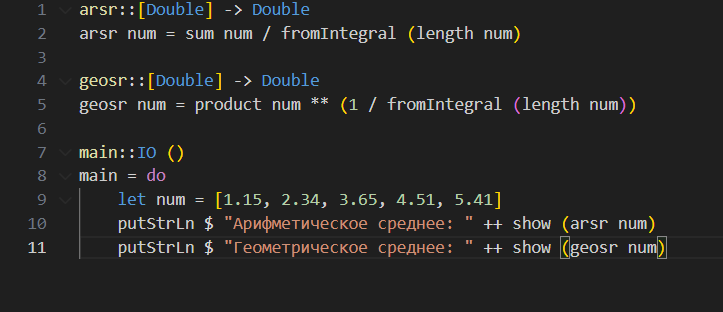 1 arsr::[Double] -> Double
2 arsr num = sum num / fromIntegral (length num)
3
4 geosr::[Double] -> Double
5 geosr num = product num ** (1 / fromIntegral (length num))
6
7 main::IO ()
8 main = do
9     let num = [1.15, 2.34, 3.65, 4.51, 5.41]
10     putStrLn $ "Арифметическое среднее: " ++ show (arsr num)
11     putStrLn $ "Геометрическое среднее: " ++ show (geosr num)